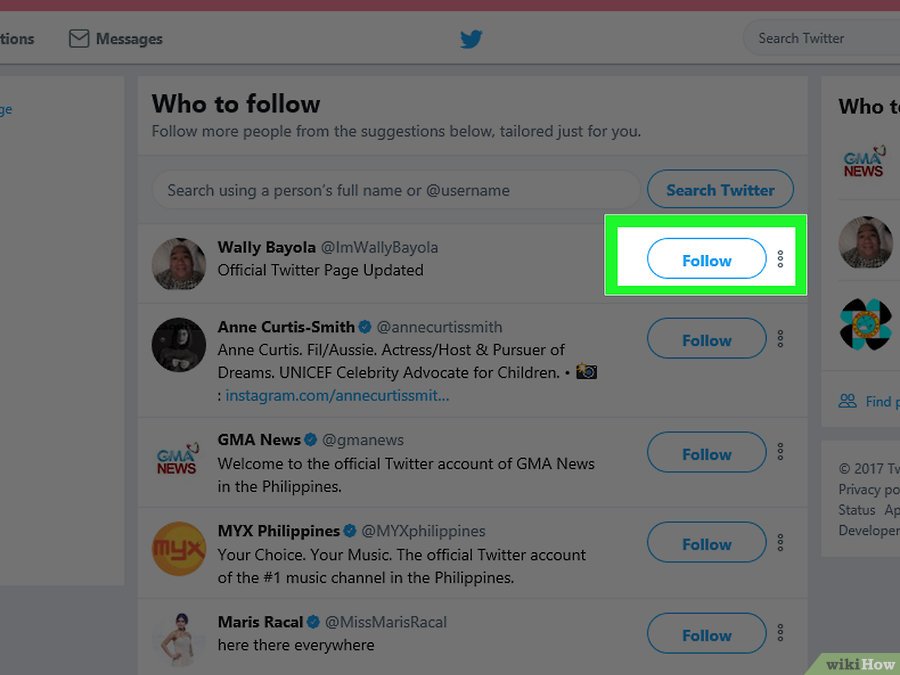 tions
Messages
Search Twitter
ge
Who to follow
Follow more people from the suggestions below, tailored just for you.
Search using a person's full name or @username
Search Twitter
Wally Bayola @ImWallyBayola
Official Twitter Page Updated
Follow
Anne Curtis-Smith @annecurtissmith
Anne Curtis. Fil/Aussie. Actress/Host & Pursuer of
Dreams. UNICEF Celebrity Advocate for Children. •
: instagram.com/annecurtissmit...
Follow
GMA NEWS
GMA News @gmanews
Welcome to the official Twitter account of GMA News
in the Philippines.
Follow
myx
MYX Philippines @MYXphilippines
Your Choice. Your Music. The official Twitter account
of the #1 music channel in the Philippines.
Follow
Maris Racal @MissMarisRacal
here there everywhere
Follow
Who to
GMA
NEWS
Find p
© 2017 Tw
Privacy po
Status Ap
Developer
wikiHow